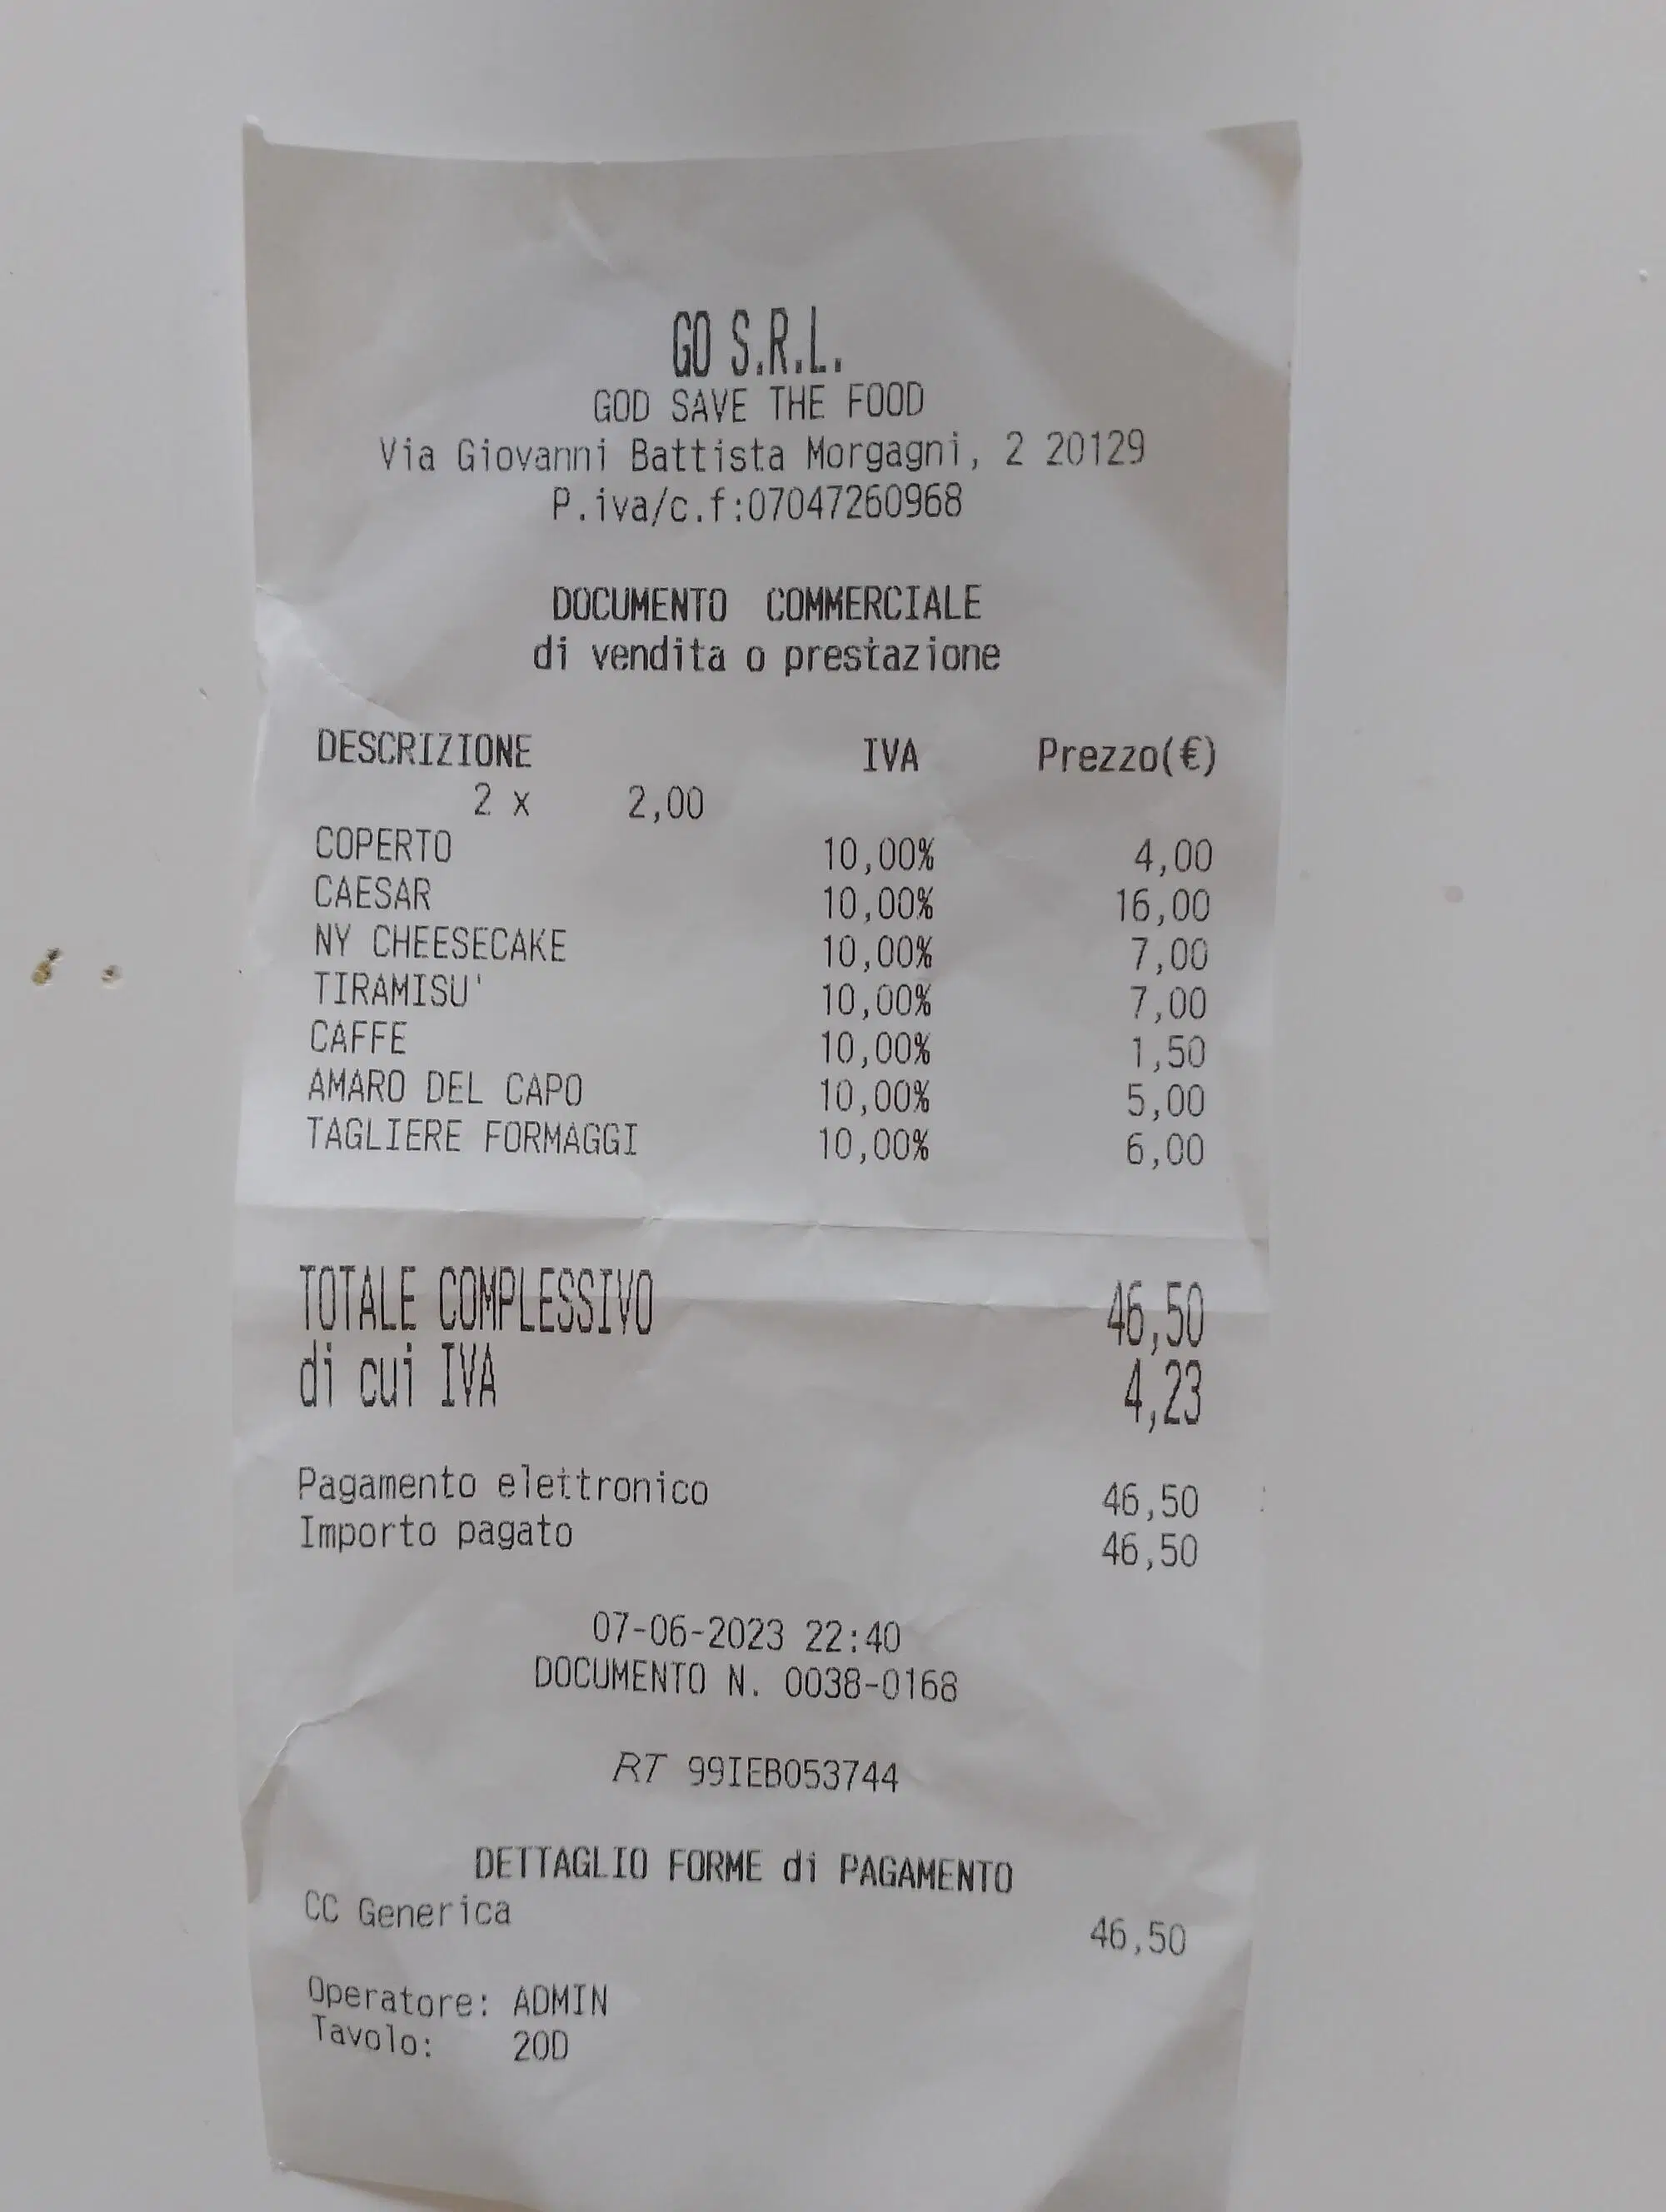 GO S.R.L.
GOD SAVE THE FOOD
Via Giovanni Battista Morgagni, 2 20129
P.iva/c.f:07047260968
DOCUMENTO COMMERCIALE
di vendita o prestazione
DESCRIZIONE IVA Prezzo(€)
2 x 2,00
COPERTO 10,00% 4,00
CAESAR 10,00% 16,00
NY CHEESECAKE 10,00% 7,00
TIRAMISU' 10,00% 7,00
CAFFE 10,00% 1,50
AMARO DEL CAPO 10,00% 5,00
TAGLIERE FORMAGGI 10,00% 6,00
TOTALE COMPLESSIVO 46,50
di cui IVA 4,23
Pagamento elettronico 46,50
Importo pagato 46,50
07-06-2023 22:40
DOCUMENTO N. 0038-0168
RT 99IEB053744
DETTAGLIO FORME di PAGAMENTO
CC Generica 46,50
Operatore: ADMIN
Tavolo: 20D